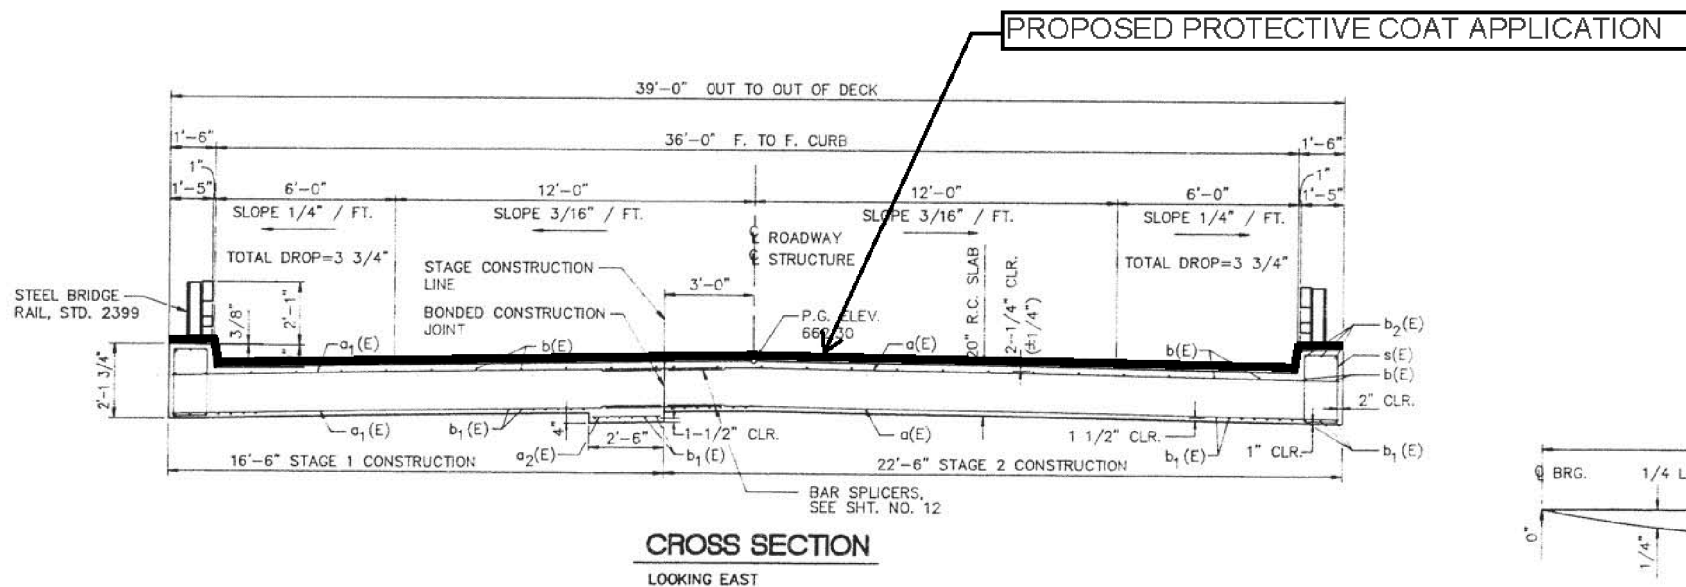 PROPOSED PROTECTIVE COAT APPLICATION
39'-0" OUT TO OUT OF DECK
1'-6" 36'-0" F. TO F. CURB 1'-6"
1" 1"
1'-5" 6'-0" 12'-0" 12'-0" 6'-0" 1'-5"
SLOPE 1/4" / FT. SLOPE 3/16" / FT. SLOPE 3/16" / FT. SLOPE 1/4" / FT.
℄ ROADWAY
℄ STRUCTURE
TOTAL DROP=3 3/4" TOTAL DROP=3 3/4"
STAGE CONSTRUCTION
LINE
3'-0"
20" R.C. SLAB
2-1/4" CLR.
(±1/4")
STEEL BRIDGE
RAIL, STD. 2399
3/8"
2'-1"
BONDED CONSTRUCTION
JOINT
P.G. ELEV.
b2(E)
a1(E) b(E) a(E) b(E) s(E)
b(E)
2'-1 3/4"
2" CLR.
a1(E) b1(E) 4" 2'-6" 1-1/2" CLR. a(E) 1 1/2" CLR. b1(E) 1" CLR. b1(E)
a2(E) b1(E)
16'-6" STAGE 1 CONSTRUCTION 22'-6" STAGE 2 CONSTRUCTION
BAR SPLICERS,
SEE SHT. NO. 12
℄ BRG. 1/4 L
0" 1/4"
CROSS SECTION
LOOKING EAST